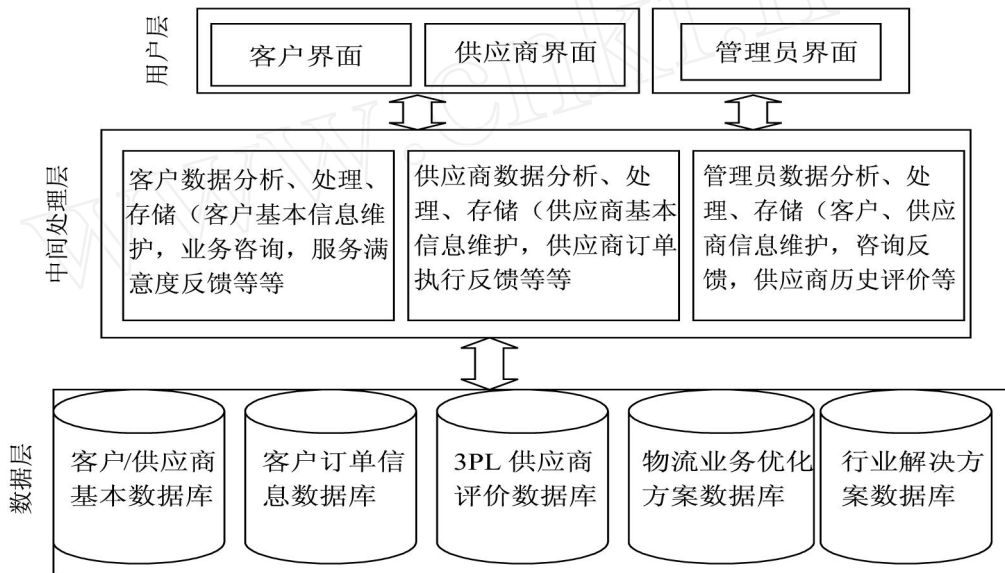 用户层
客户界面
供应商界面
管理员界面
中间处理层
客户数据分析、处理、
存储（客户基本信息维
护，业务咨询，服务满
意度反馈等等
供应商数据分析、处
理、存储（供应商基本
信息维护，供应商订单
执行反馈等等
管理员数据分析、处
理、存储（客户、供应
商信息维护，咨询反
馈，供应商历史评价等
数据层
客户/供应商
基本数据库
客户订单信
息数据库
3PL 供应商
评价数据库
物流业务优化
方案数据库
行业解决方
案数据库